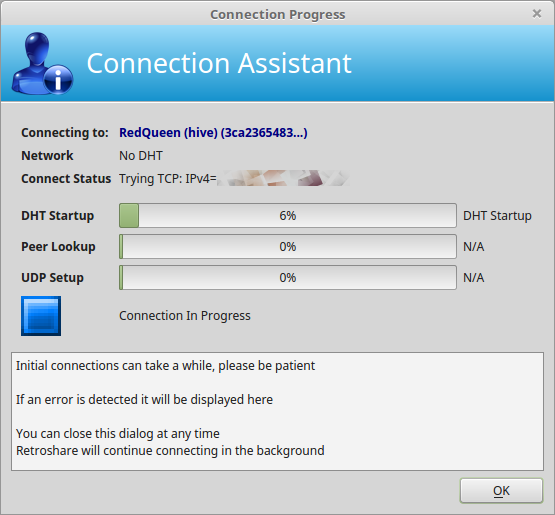 Connection Progress
Connection Assistant
Connecting to: RedQueen (hive) (3ca2365483...)
Network No DHT
Connect Status Trying TCP: IPv4=
DHT Startup 6% DHT Startup
Peer Lookup 0% N/A
UDP Setup 0% N/A
Connection In Progress
Initial connections can take a while, please be patient
If an error is detected it will be displayed here
You can close this dialog at any time
Retroshare will continue connecting in the background
OK